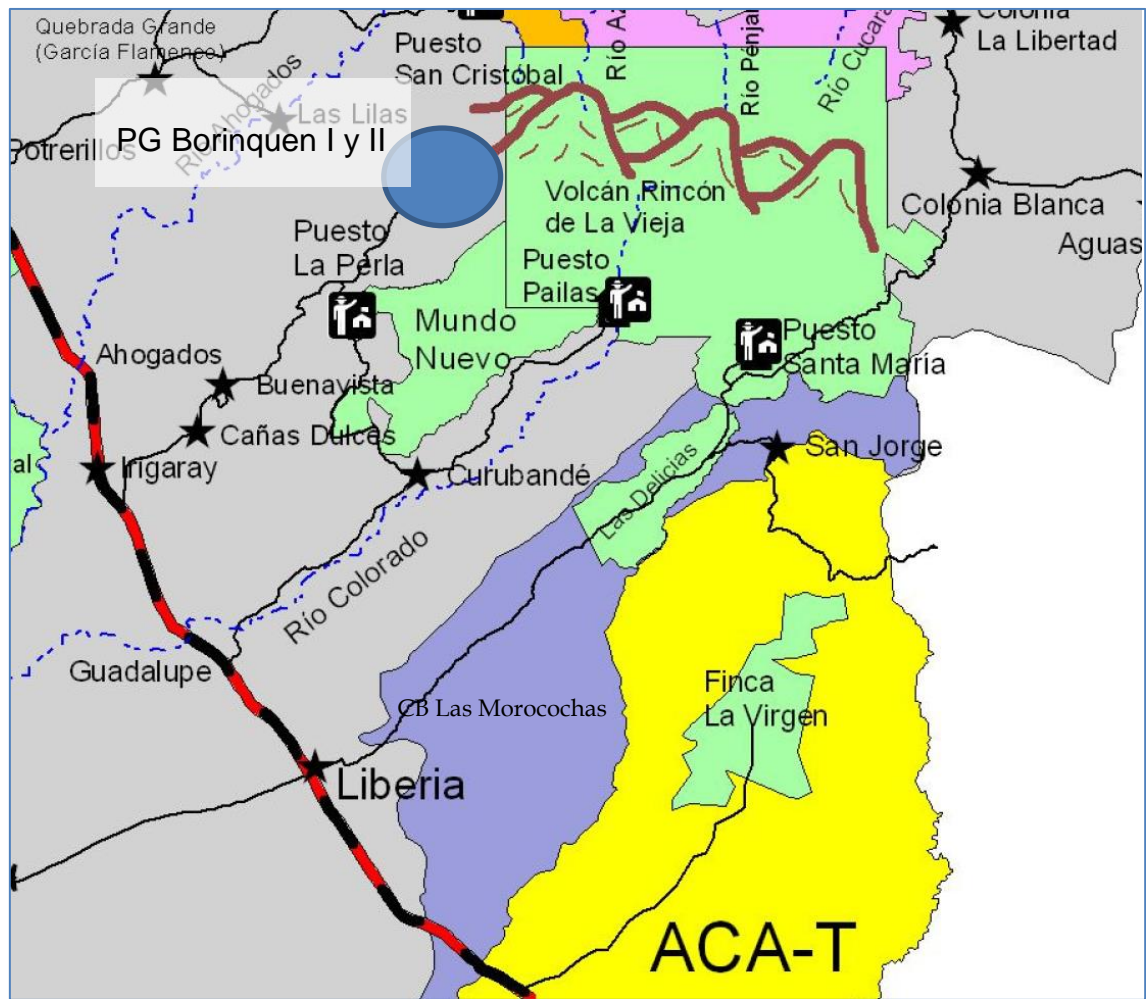 Quebrada Grande
(García Flamenco)
Puesto
San Cristóbal
Río Pénjal
Río Cucara
Colonia
La Libertad
Río Ahogados
Las Lilas
PG Borinquen I y II
Potrerillos
Volcán Rincón
de La Vieja
Colonia Blanca
Aguas
Puesto
La Perla
Puesto
Pailas
Mundo
Nuevo
Puesto
Santa María
Ahogados
Buenavista
Cañas Dulces
Irigaray
Curubandé
San Jorge
Las Delicias
Río Colorado
Guadalupe
Finca
La Virgen
CB Las Morocochas
Liberia
ACA-T